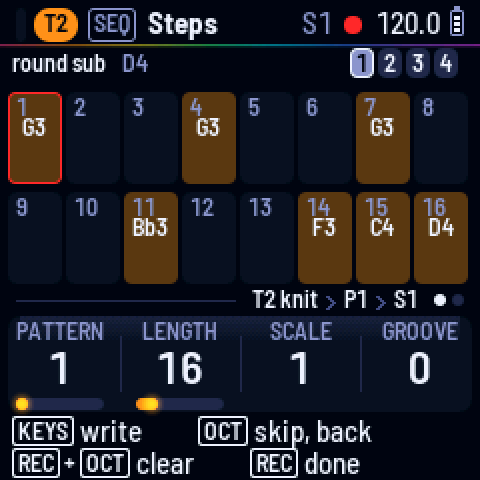 T2 SEQ Steps S1 120.0
round sub D4 1 2 3 4
1 2 3 4 5 6 7 8
G3 G3 G3
9 10 11 12 13 14 15 16
Bb3 F3 C4 D4
T2 knit > P1 > S1
PATTERN LENGTH SCALE GROOVE
1 16 1 0
KEYS write OCT skip, back
REC + OCT clear REC done